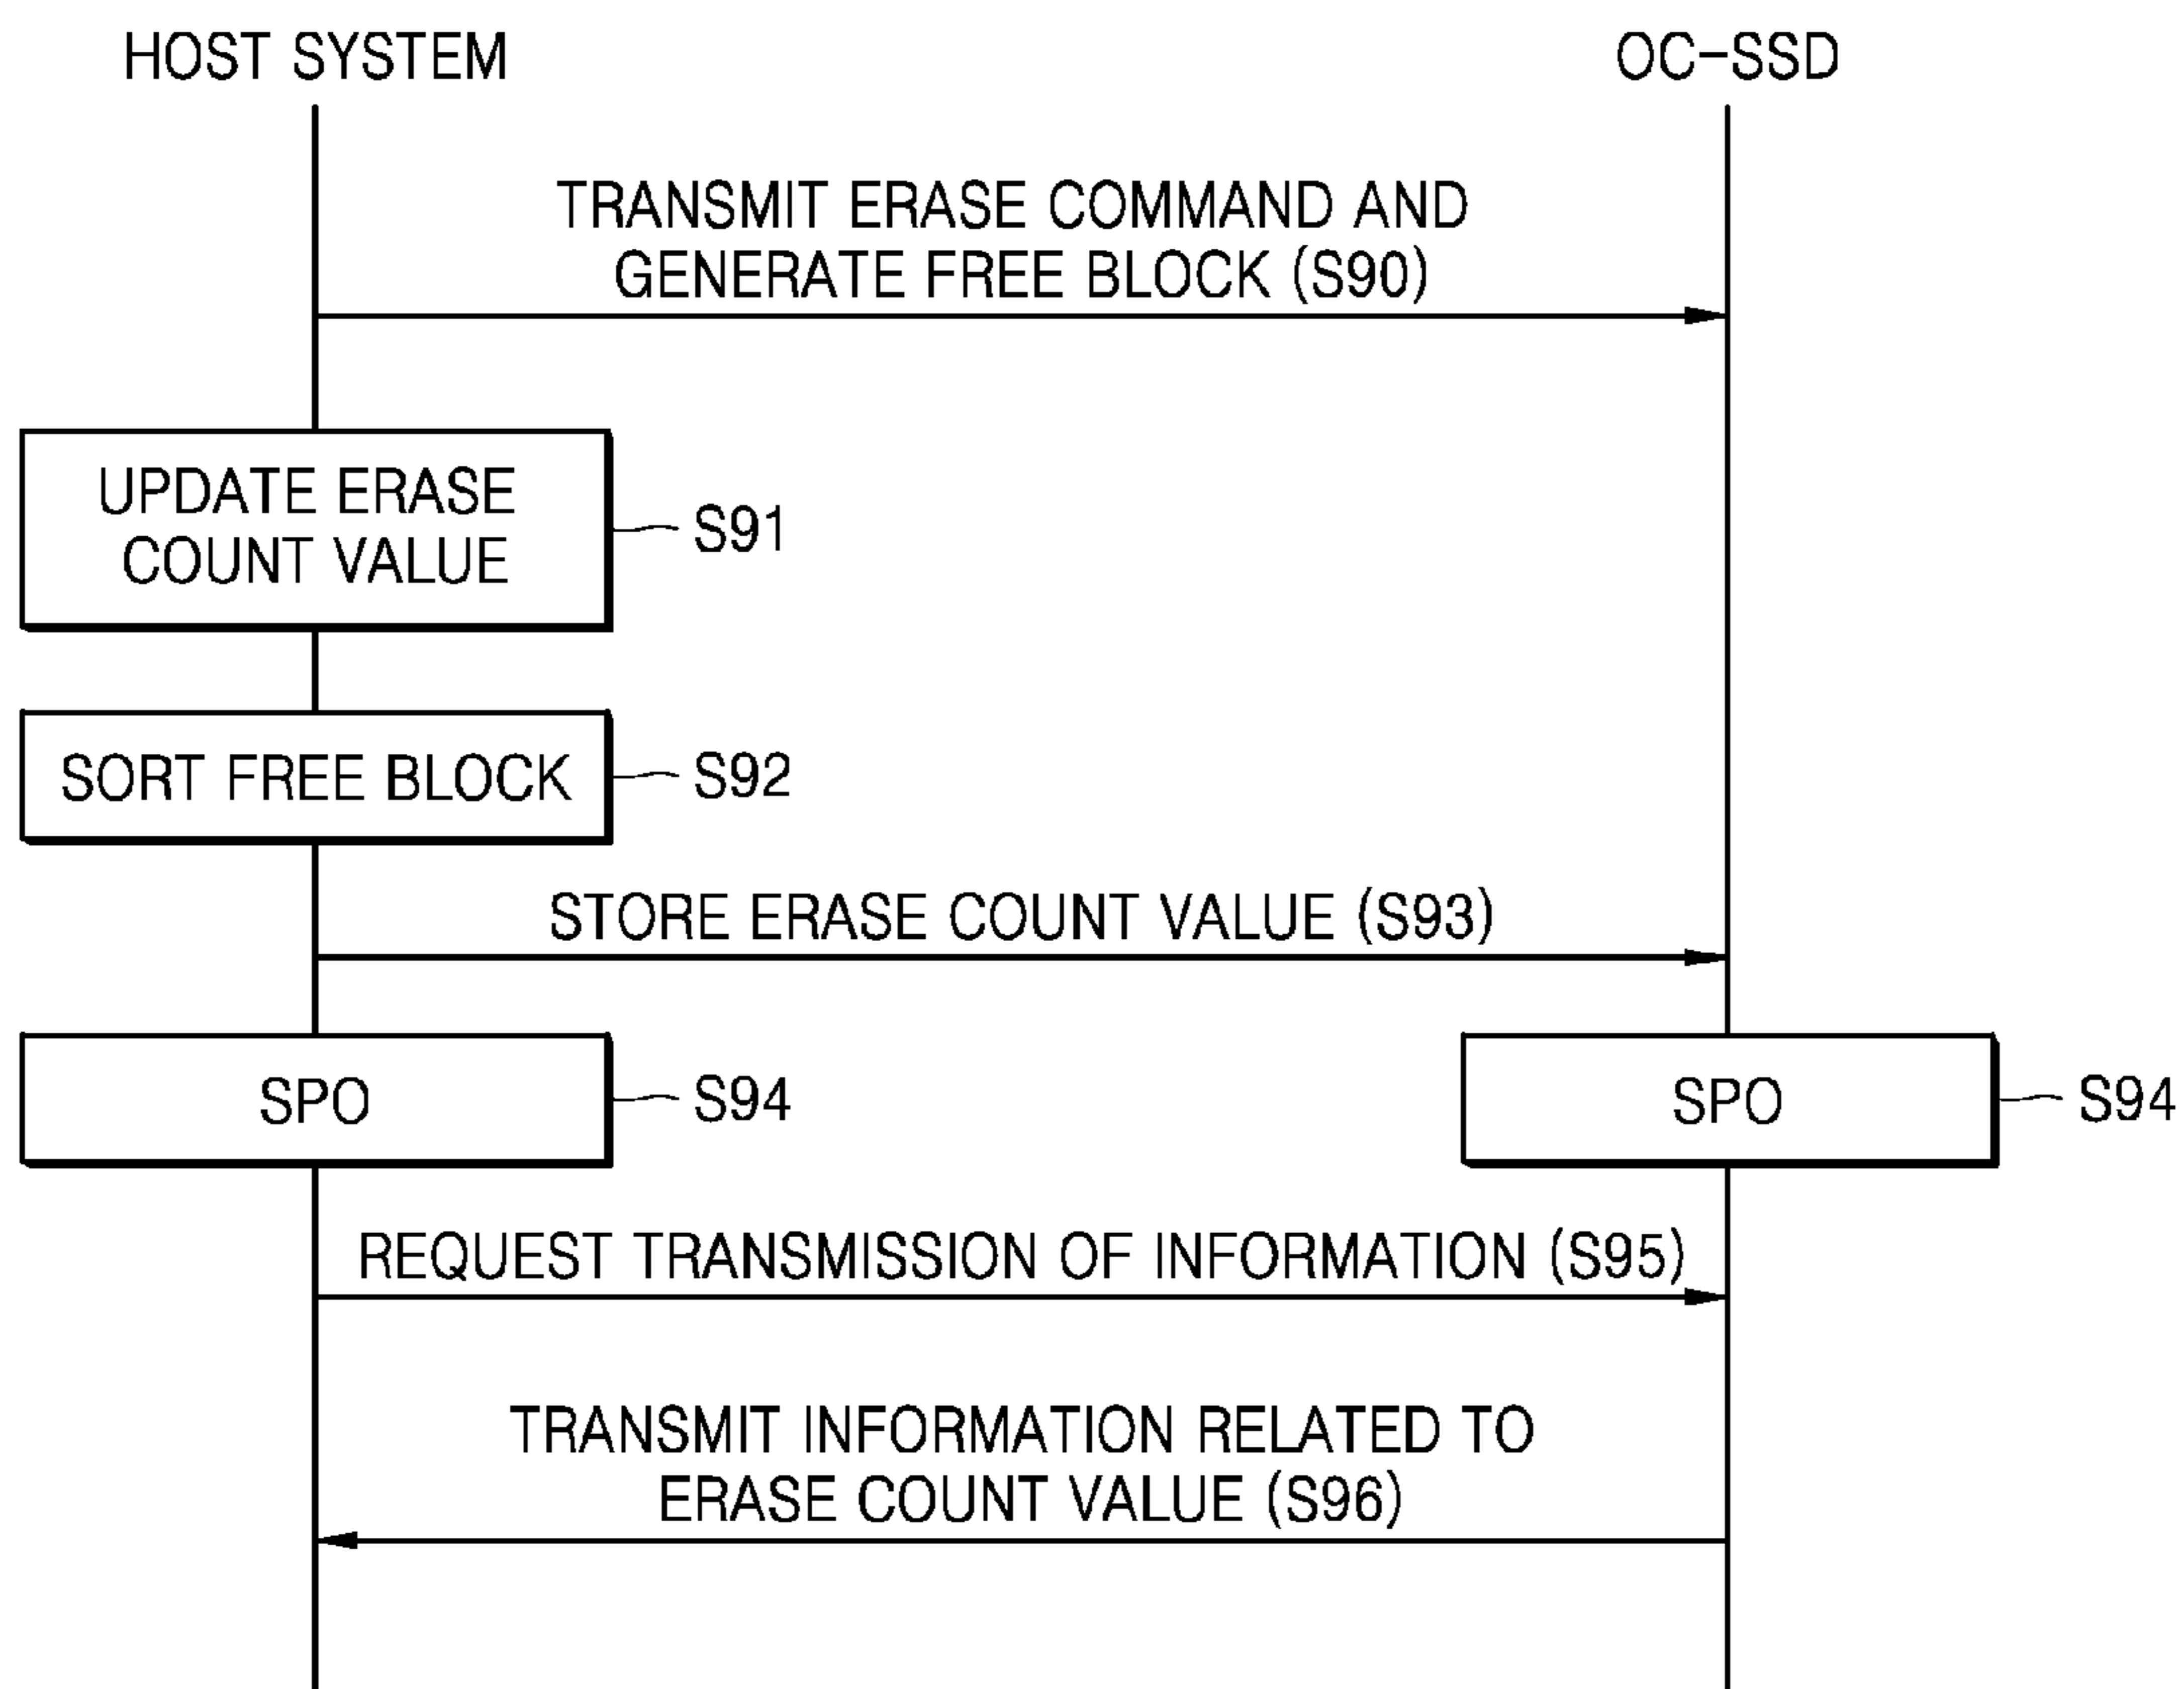 HOST SYSTEM
OC-SSD
TRANSMIT ERASE COMMAND AND
GENERATE FREE BLOCK (S90)
UPDATE ERASE
COUNT VALUE
S91
SORT FREE BLOCK
S92
STORE ERASE COUNT VALUE (S93)
SPO
S94
SPO
S94
REQUEST TRANSMISSION OF INFORMATION (S95)
TRANSMIT INFORMATION RELATED TO
ERASE COUNT VALUE (S96)